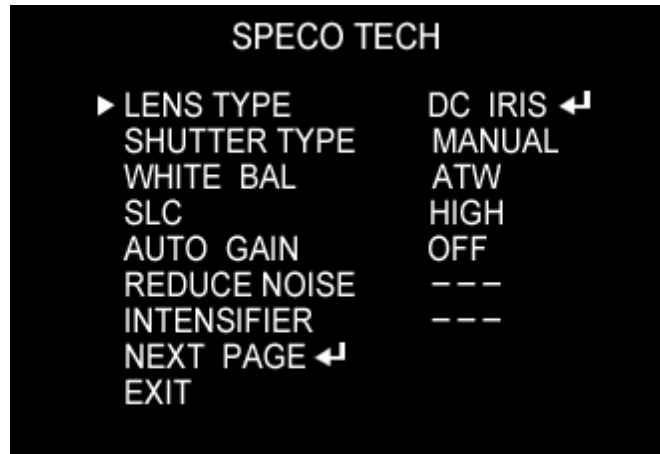 SPECO TECH
▶ LENS TYPE DC IRIS ↵
SHUTTER TYPE MANUAL
WHITE BAL ATW
SLC HIGH
AUTO GAIN OFF
REDUCE NOISE ---
INTENSIFIER ---
NEXT PAGE ↵
EXIT